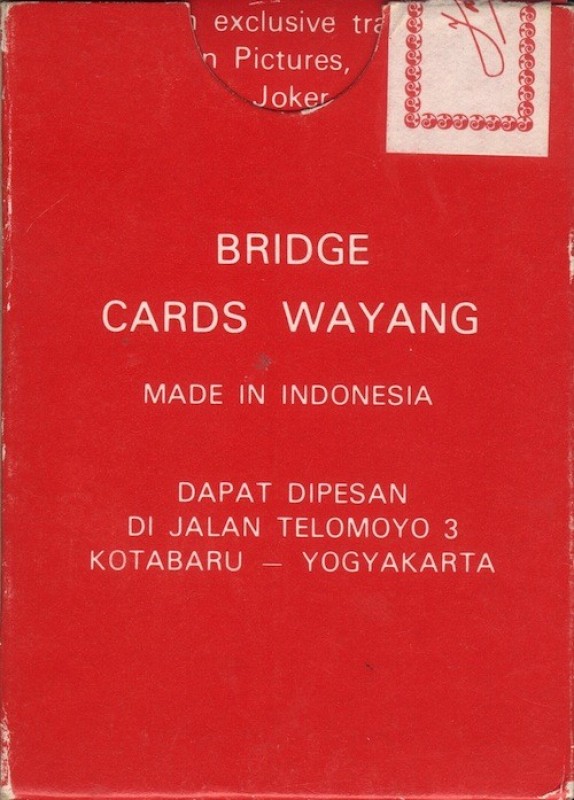 exclusive
Pictures,
Joker
BRIDGE
CARDS WAYANG
MADE IN INDONESIA
DAPAT DIPESAN
DI JALAN TELOMOYO 3
KOTABARU — YOGYAKARTA